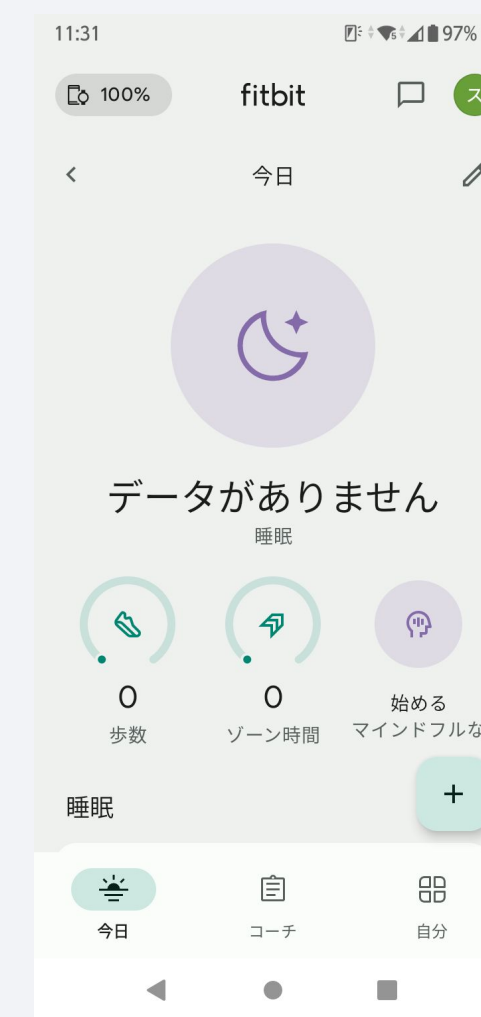 11:31
97%
100%
fitbit
ス
今日
データがありません
睡眠
0
0
始める
歩数
ゾーン時間
マインドフルな
睡眠
+
今日
コーチ
自分